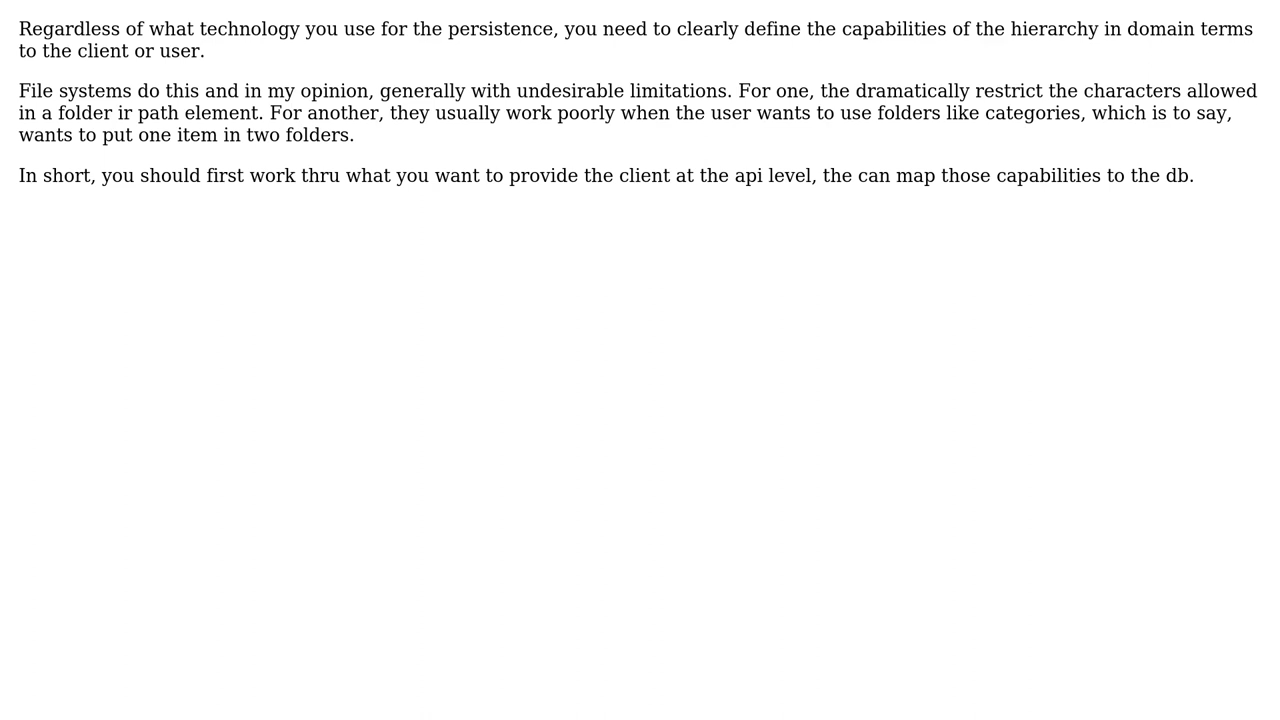 Regardless of what technology you use for the persistence, you need to clearly define the capabilities of the hierarchy in domain terms
to the client or user.
File systems do this and in my opinion, generally with undesirable limitations. For one, the dramatically restrict the characters allowed
in a folder ir path element. For another, they usually work poorly when the user wants to use folders like categories, which is to say,
wants to put one item in two folders.
In short, you should first work thru what you want to provide the client at the api level, the can map those capabilities to the db.